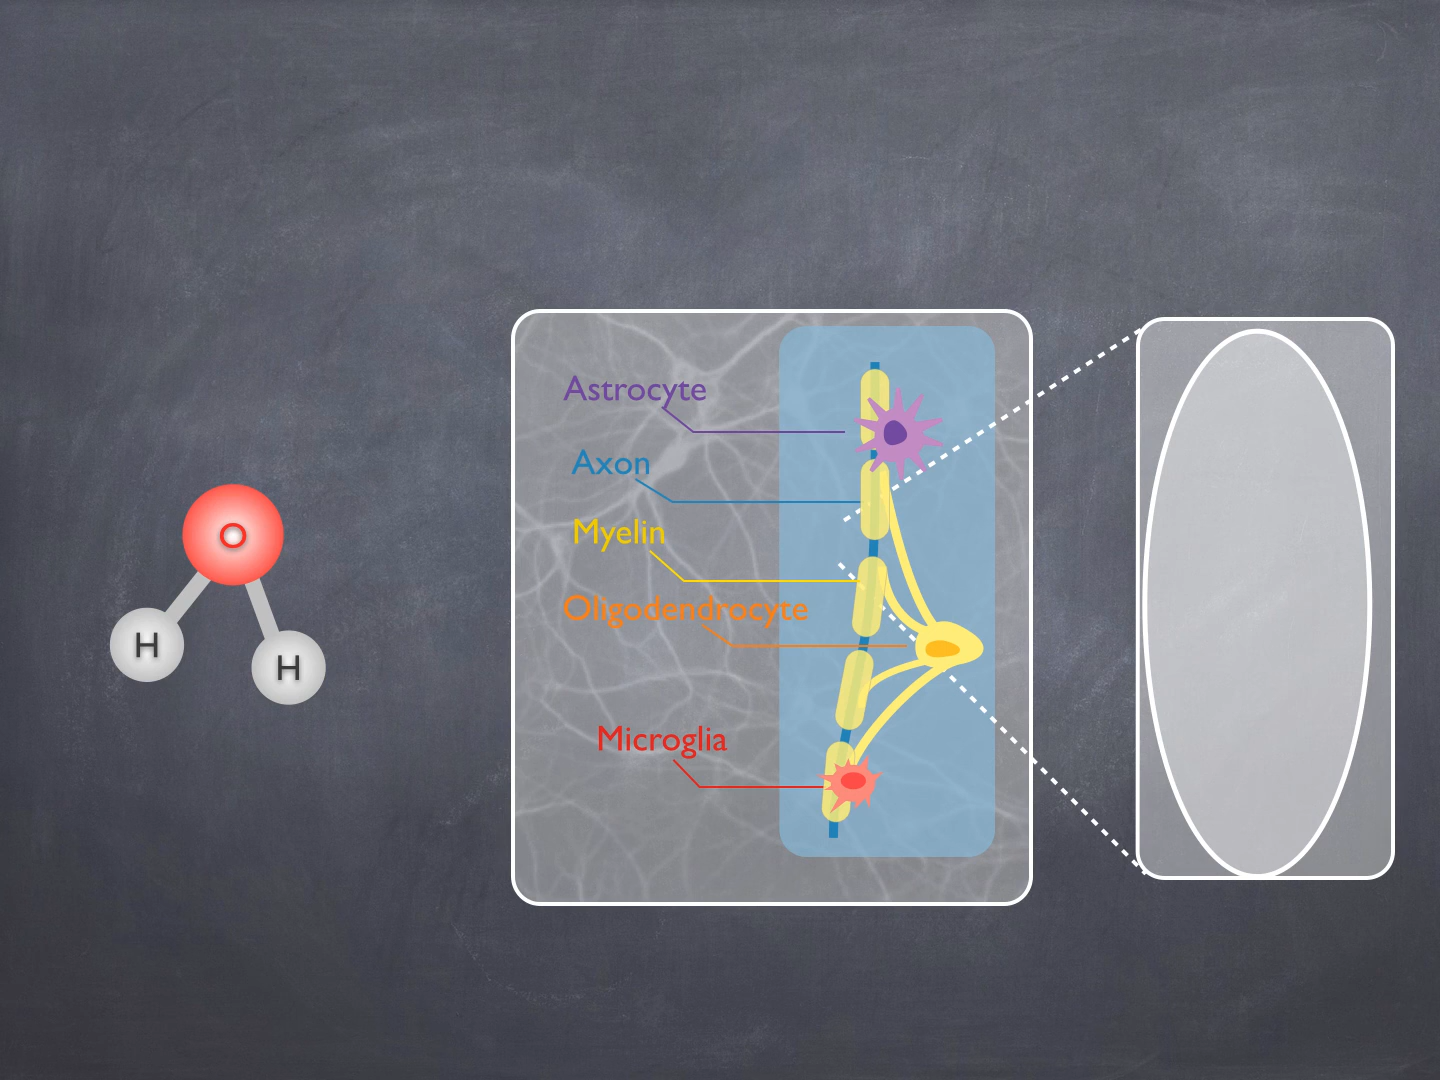 O
H
H
Astrocyte
Axon
Myelin
Oligodendrocyte
Microglia